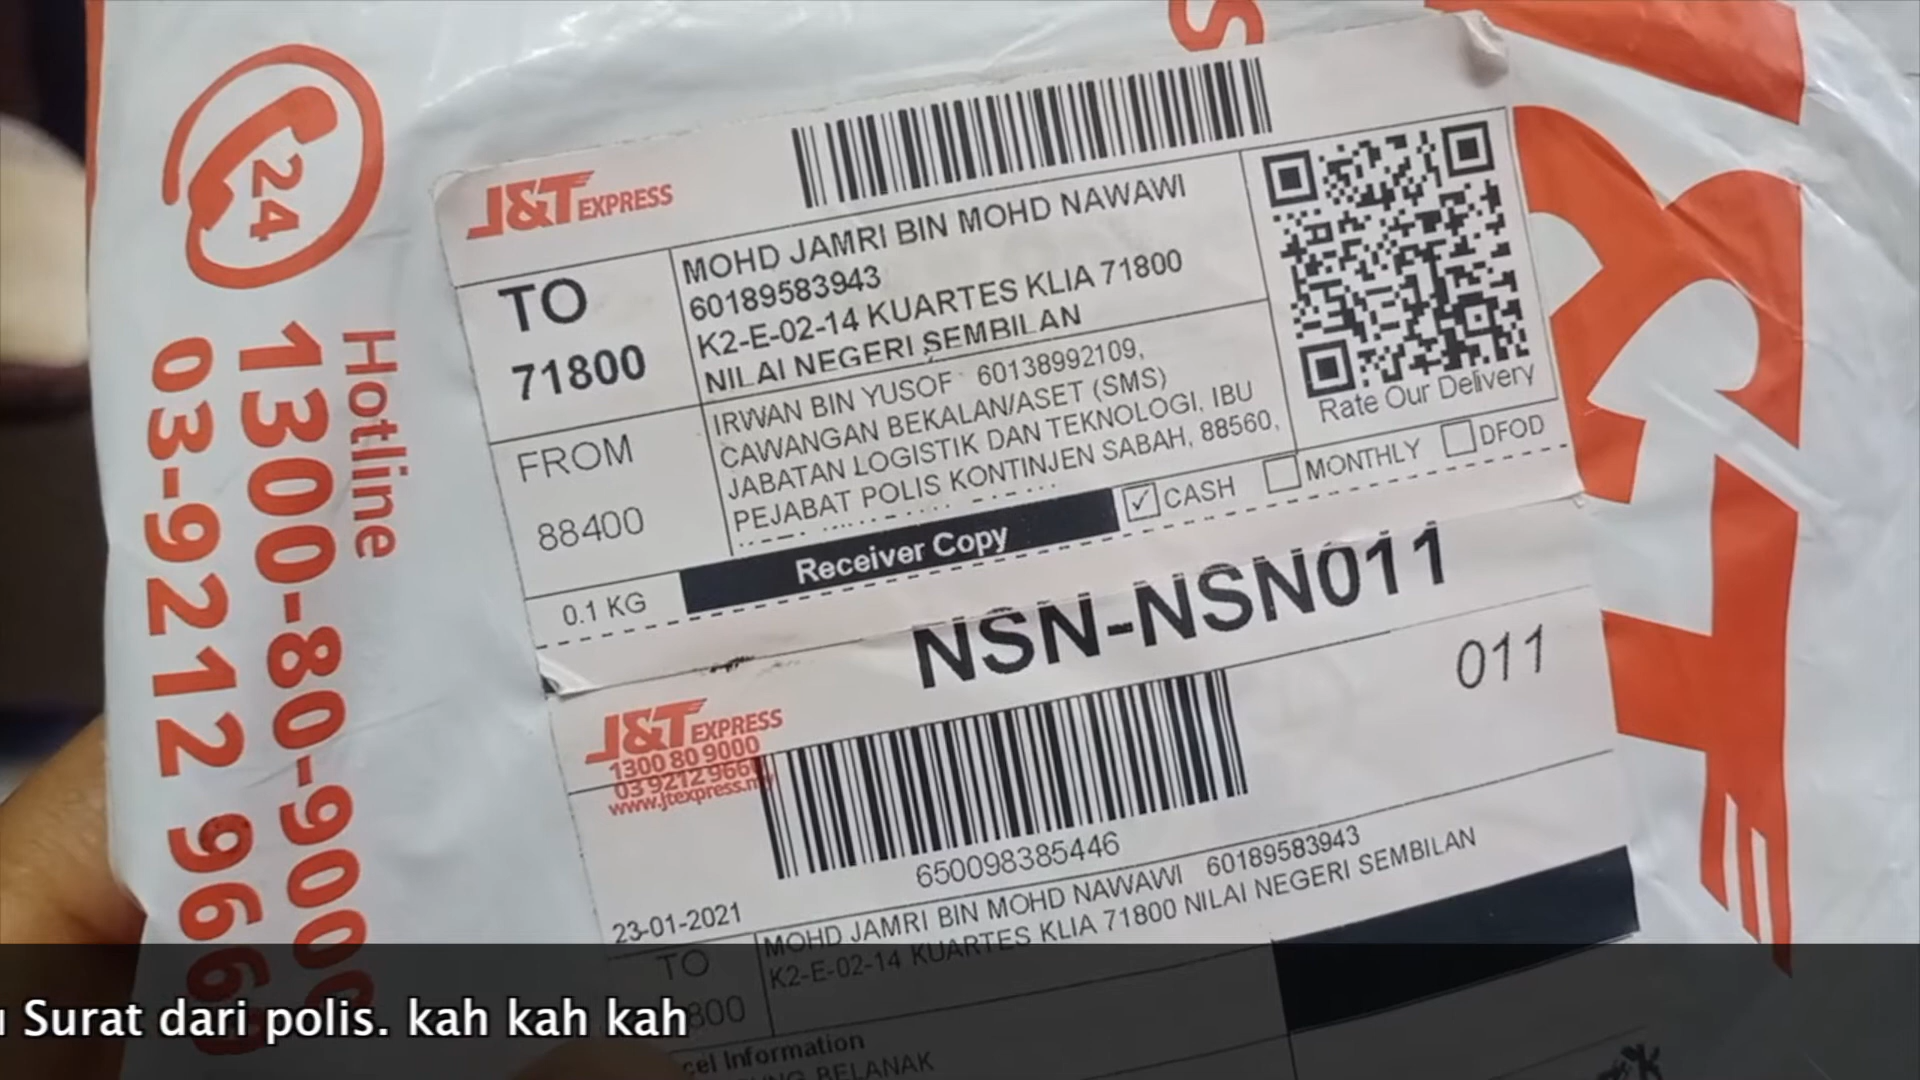 24
Hotline
1300-80-9000
03-9212 966
J&T EXPRESS
TO
71800
MOHD JAMRI BIN MOHD NAWAWI
60189583943
K2-E-02-14 KUARTES KLIA 71800
NILAI NEGERI SEMBILAN
FROM
88400
IRWAN BIN YUSOF 60138992109,
CAWANGAN BEKALAN/ASET (SMS)
JABATAN LOGISTIK DAN TEKNOLOGI, IBU
PEJABAT POLIS KONTINJEN SABAH, 88560,
Rate Our Delivery
0.1 KG
Receiver Copy
CASH
MONTHLY
DFOD
NSN-NSN011
011
J&T EXPRESS
1300 80 9000
03 9212 966
www.jtexpress.my
650098385446
23-01-2021
MOHD JAMRI BIN MOHD NAWAWI 60189583943
K2-E-02-14 KUARTES KLIA 71800 NILAI NEGERI SEMBILAN
TO
800
Information
BELANAK
Surat dari polis. kah kah kah